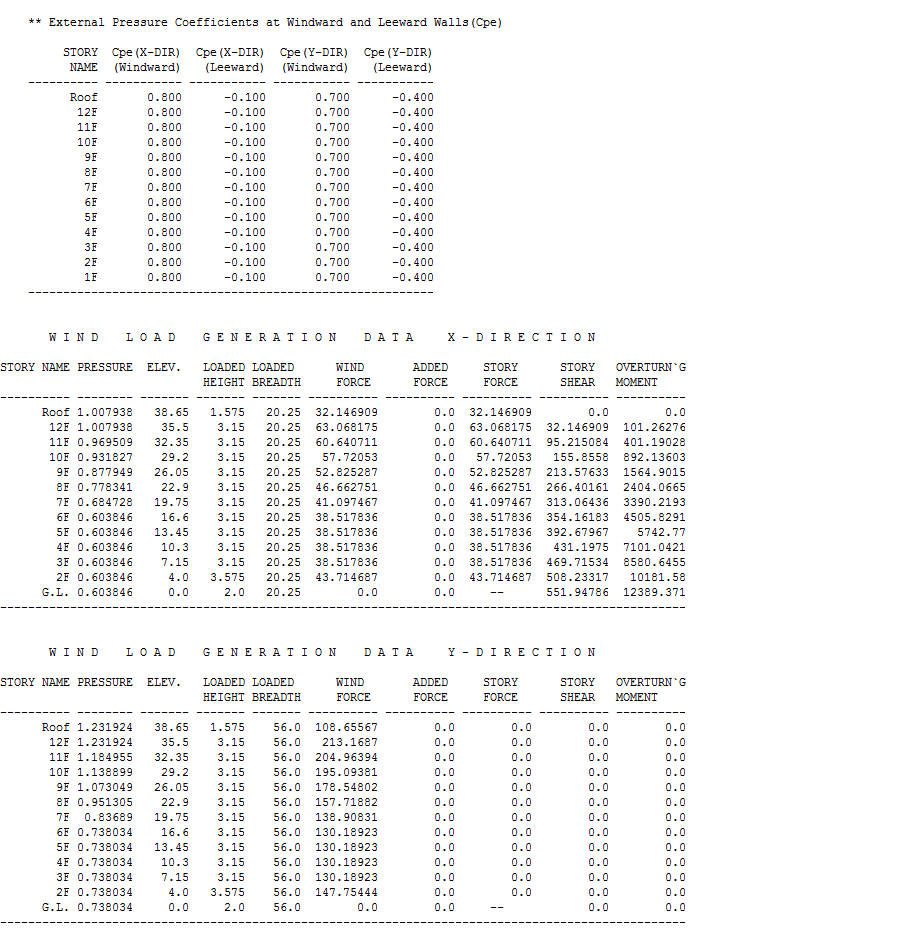 ** External Pressure Coefficients at Windward and Leeward Walls(Cpe)
STORY Cpe(X-DIR) Cpe(X-DIR) Cpe(Y-DIR) Cpe(Y-DIR)
NAME (Windward) (Leeward) (Windward) (Leeward)
---------- ----------- ----------- ----------- -----------
Roof 0.800 -0.100 0.700 -0.400
12F 0.800 -0.100 0.700 -0.400
11F 0.800 -0.100 0.700 -0.400
10F 0.800 -0.100 0.700 -0.400
9F 0.800 -0.100 0.700 -0.400
8F 0.800 -0.100 0.700 -0.400
7F 0.800 -0.100 0.700 -0.400
6F 0.800 -0.100 0.700 -0.400
5F 0.800 -0.100 0.700 -0.400
4F 0.800 -0.100 0.700 -0.400
3F 0.800 -0.100 0.700 -0.400
2F 0.800 -0.100 0.700 -0.400
1F 0.800 -0.100 0.700 -0.400
----------------------------------------------------------
W I N D   L O A D   G E N E R A T I O N   D A T A   X - D I R E C T I O N
STORY NAME PRESSURE ELEV. LOADED LOADED WIND ADDED STORY STORY OVERTURN`G
HEIGHT BREADTH FORCE FORCE FORCE SHEAR MOMENT
---------- -------- ------- ------- ------- ---------- ---------- ---------- ---------- ----------
Roof 1.007938 38.65 1.575 20.25 32.146909 0.0 32.146909 0.0 0.0
12F 1.007938 35.5 3.15 20.25 63.068175 0.0 63.068175 32.146909 101.26276
11F 0.969509 32.35 3.15 20.25 60.640711 0.0 60.640711 95.215084 401.19028
10F 0.931827 29.2 3.15 20.25 57.72053 0.0 57.72053 155.8558 892.13603
9F 0.877949 26.05 3.15 20.25 52.825287 0.0 52.825287 213.57633 1564.9015
8F 0.778341 22.9 3.15 20.25 46.662751 0.0 46.662751 266.40161 2404.0665
7F 0.684728 19.75 3.15 20.25 41.097467 0.0 41.097467 313.06436 3390.2193
6F 0.603846 16.6 3.15 20.25 38.517836 0.0 38.517836 354.16183 4505.8291
5F 0.603846 13.45 3.15 20.25 38.517836 0.0 38.517836 392.67967 5742.77
4F 0.603846 10.3 3.15 20.25 38.517836 0.0 38.517836 431.1975 7101.0421
3F 0.603846 7.15 3.15 20.25 38.517836 0.0 38.517836 469.71534 8580.6455
2F 0.603846 4.0 3.575 20.25 43.714687 0.0 43.714687 508.23317 10181.58
G.L. 0.603846 0.0 2.0 20.25 0.0 0.0 -- 551.94786 12389.371
--------------------------------------------------------------------------------------------------
W I N D   L O A D   G E N E R A T I O N   D A T A   Y - D I R E C T I O N
STORY NAME PRESSURE ELEV. LOADED LOADED WIND ADDED STORY STORY OVERTURN`G
HEIGHT BREADTH FORCE FORCE FORCE SHEAR MOMENT
---------- -------- ------- ------- ------- ---------- ---------- ---------- ---------- ----------
Roof 1.231924 38.65 1.575 56.0 108.65567 0.0 0.0 0.0 0.0
12F 1.231924 35.5 3.15 56.0 213.1687 0.0 0.0 0.0 0.0
11F 1.184955 32.35 3.15 56.0 204.96394 0.0 0.0 0.0 0.0
10F 1.138899 29.2 3.15 56.0 195.09381 0.0 0.0 0.0 0.0
9F 1.073049 26.05 3.15 56.0 178.54802 0.0 0.0 0.0 0.0
8F 0.951305 22.9 3.15 56.0 157.71882 0.0 0.0 0.0 0.0
7F 0.83689 19.75 3.15 56.0 138.90831 0.0 0.0 0.0 0.0
6F 0.738034 16.6 3.15 56.0 130.18923 0.0 0.0 0.0 0.0
5F 0.738034 13.45 3.15 56.0 130.18923 0.0 0.0 0.0 0.0
4F 0.738034 10.3 3.15 56.0 130.18923 0.0 0.0 0.0 0.0
3F 0.738034 7.15 3.15 56.0 130.18923 0.0 0.0 0.0 0.0
2F 0.738034 4.0 3.575 56.0 147.75444 0.0 0.0 0.0 0.0
G.L. 0.738034 0.0 2.0 56.0 0.0 0.0 -- 0.0 0.0
--------------------------------------------------------------------------------------------------